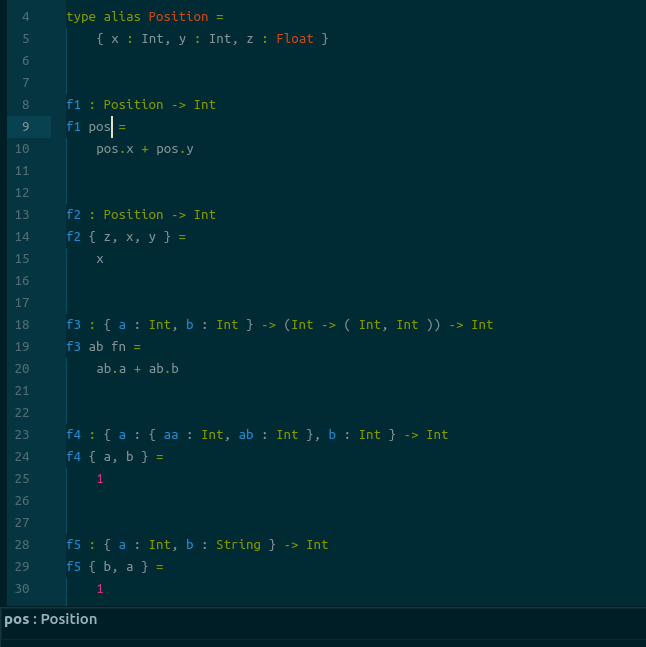 4 type alias Position =
5     { x : Int, y : Int, z : Float }
6
7
8 f1 : Position -> Int
9 f1 pos =
10     pos.x + pos.y
11
12
13 f2 : Position -> Int
14 f2 { z, x, y } =
15     x
16
17
18 f3 : { a : Int, b : Int } -> (Int -> ( Int, Int )) -> Int
19 f3 ab fn =
20     ab.a + ab.b
21
22
23 f4 : { a : { aa : Int, ab : Int }, b : Int } -> Int
24 f4 { a, b } =
25     1
26
27
28 f5 : { a : Int, b : String } -> Int
29 f5 { b, a } =
30     1
pos : Position